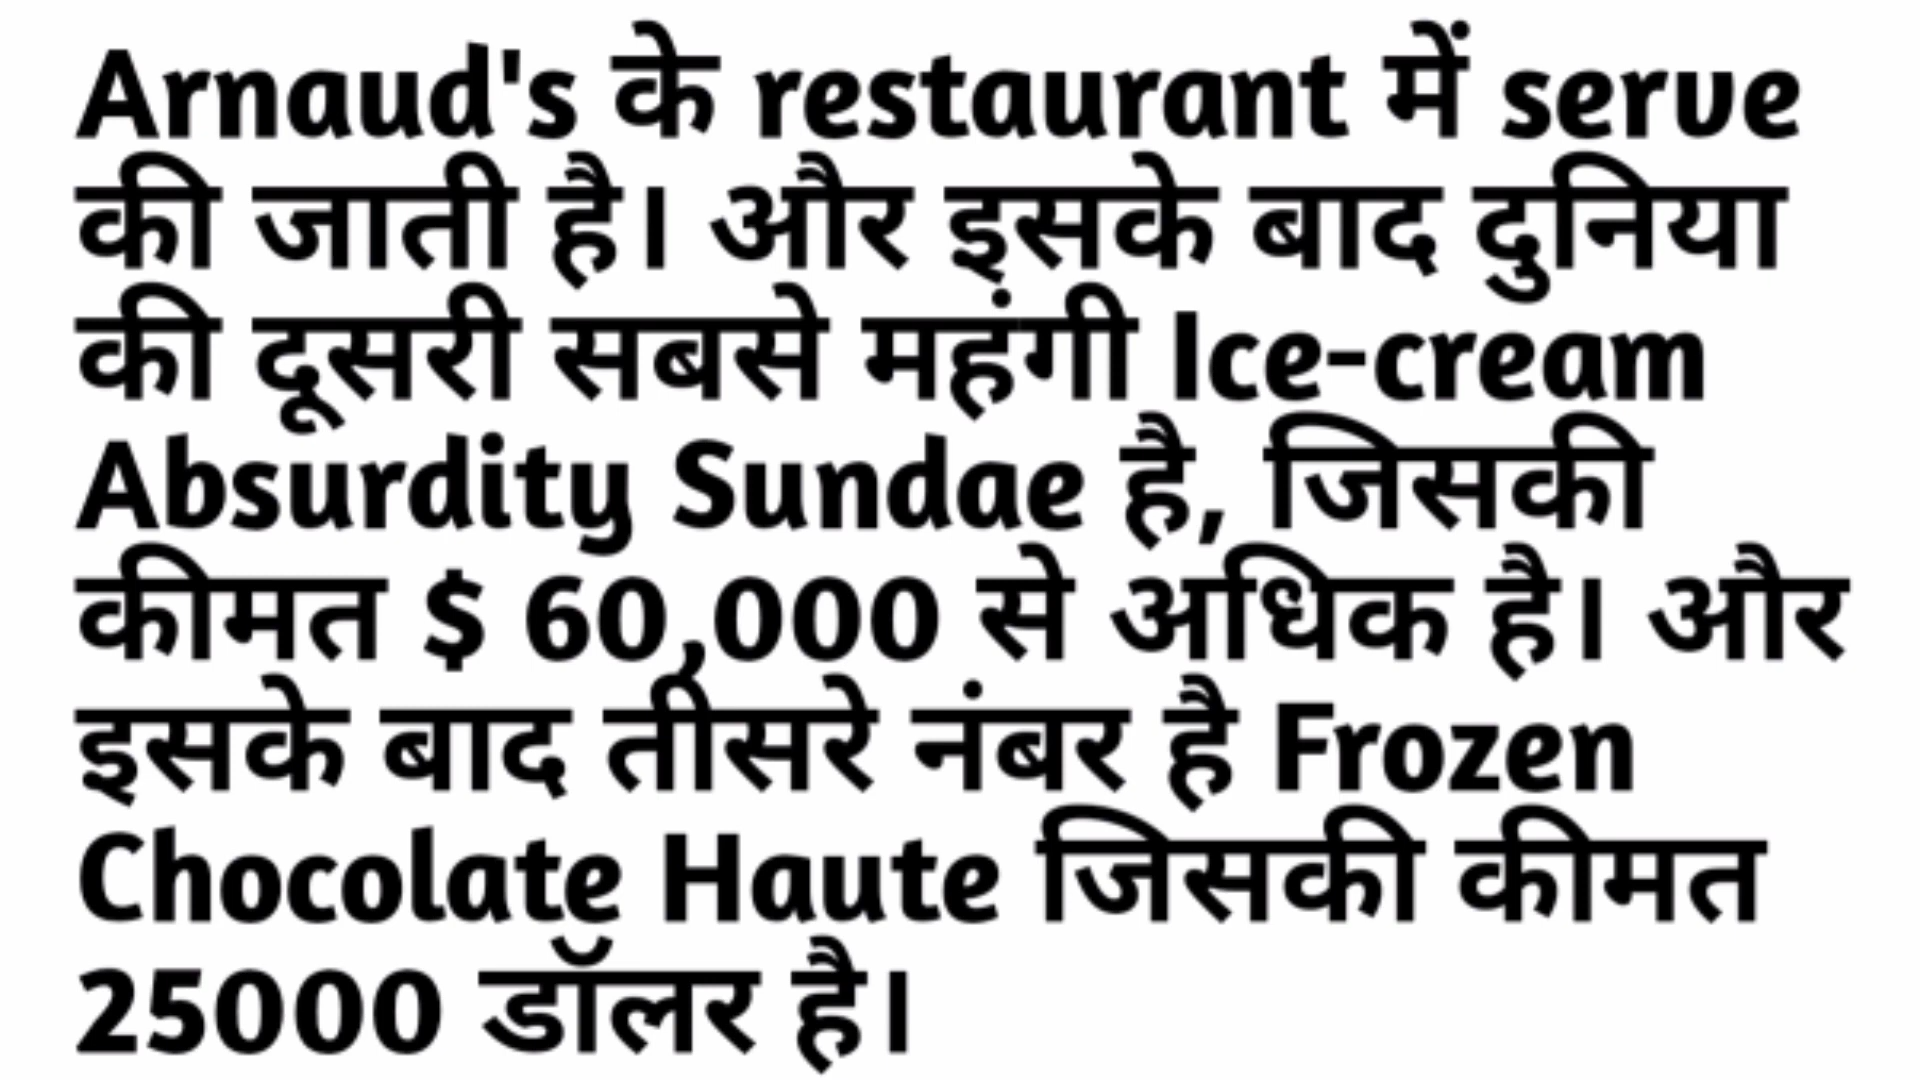 Arnaud's के restaurant में serve
की जाती है। और इसके बाद दुनिया
की दूसरी सबसे महंगी Ice-cream
Absurdity Sundae है, जिसकी
कीमत $ 60,000 से अधिक है। और
इसके बाद तीसरे नंबर है Frozen
Chocolate Haute जिसकी कीमत
25000 डॉलर है।